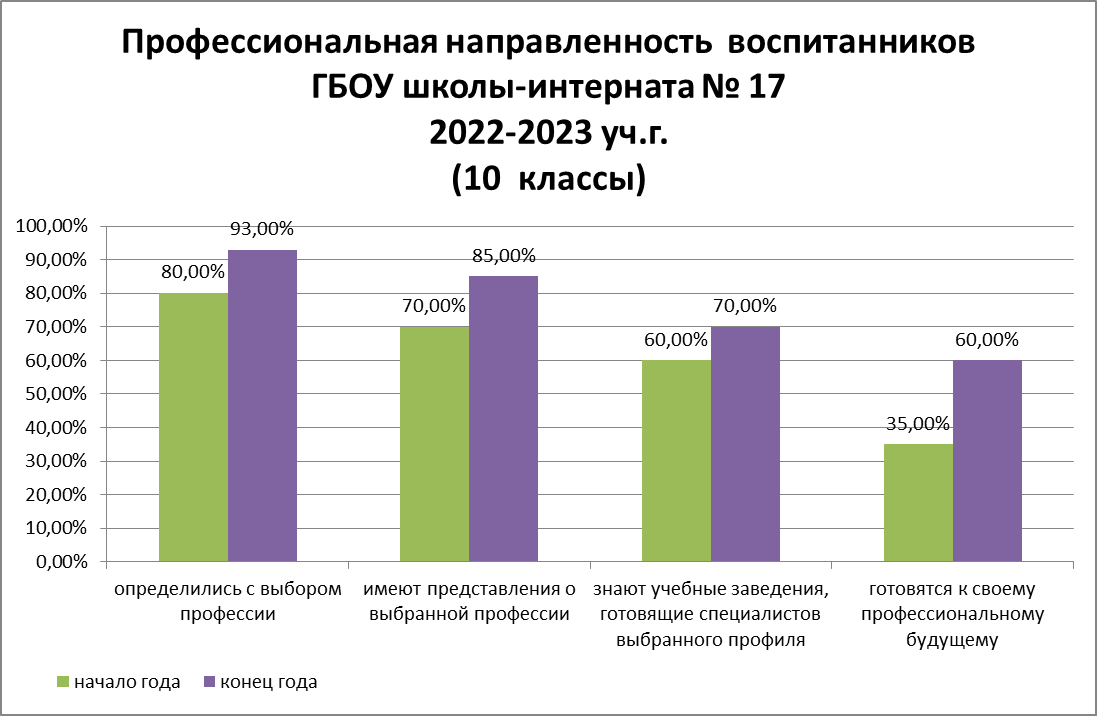 Профессиональная направленность воспитанников
ГБОУ школы-интерната № 17
2022-2023 уч.г.
(10 классы)
100,00%
90,00%
80,00%
70,00%
60,00%
50,00%
40,00%
30,00%
20,00%
10,00%
0,00%
80,00%
93,00%
70,00%
85,00%
60,00%
70,00%
35,00%
60,00%
определились с выбором
профессии
имеют представления о
выбранной профессии
знают учебные заведения,
готовящие специалистов
выбранного профиля
готовятся к своему
профессиональному
будущему
начало года
конец года